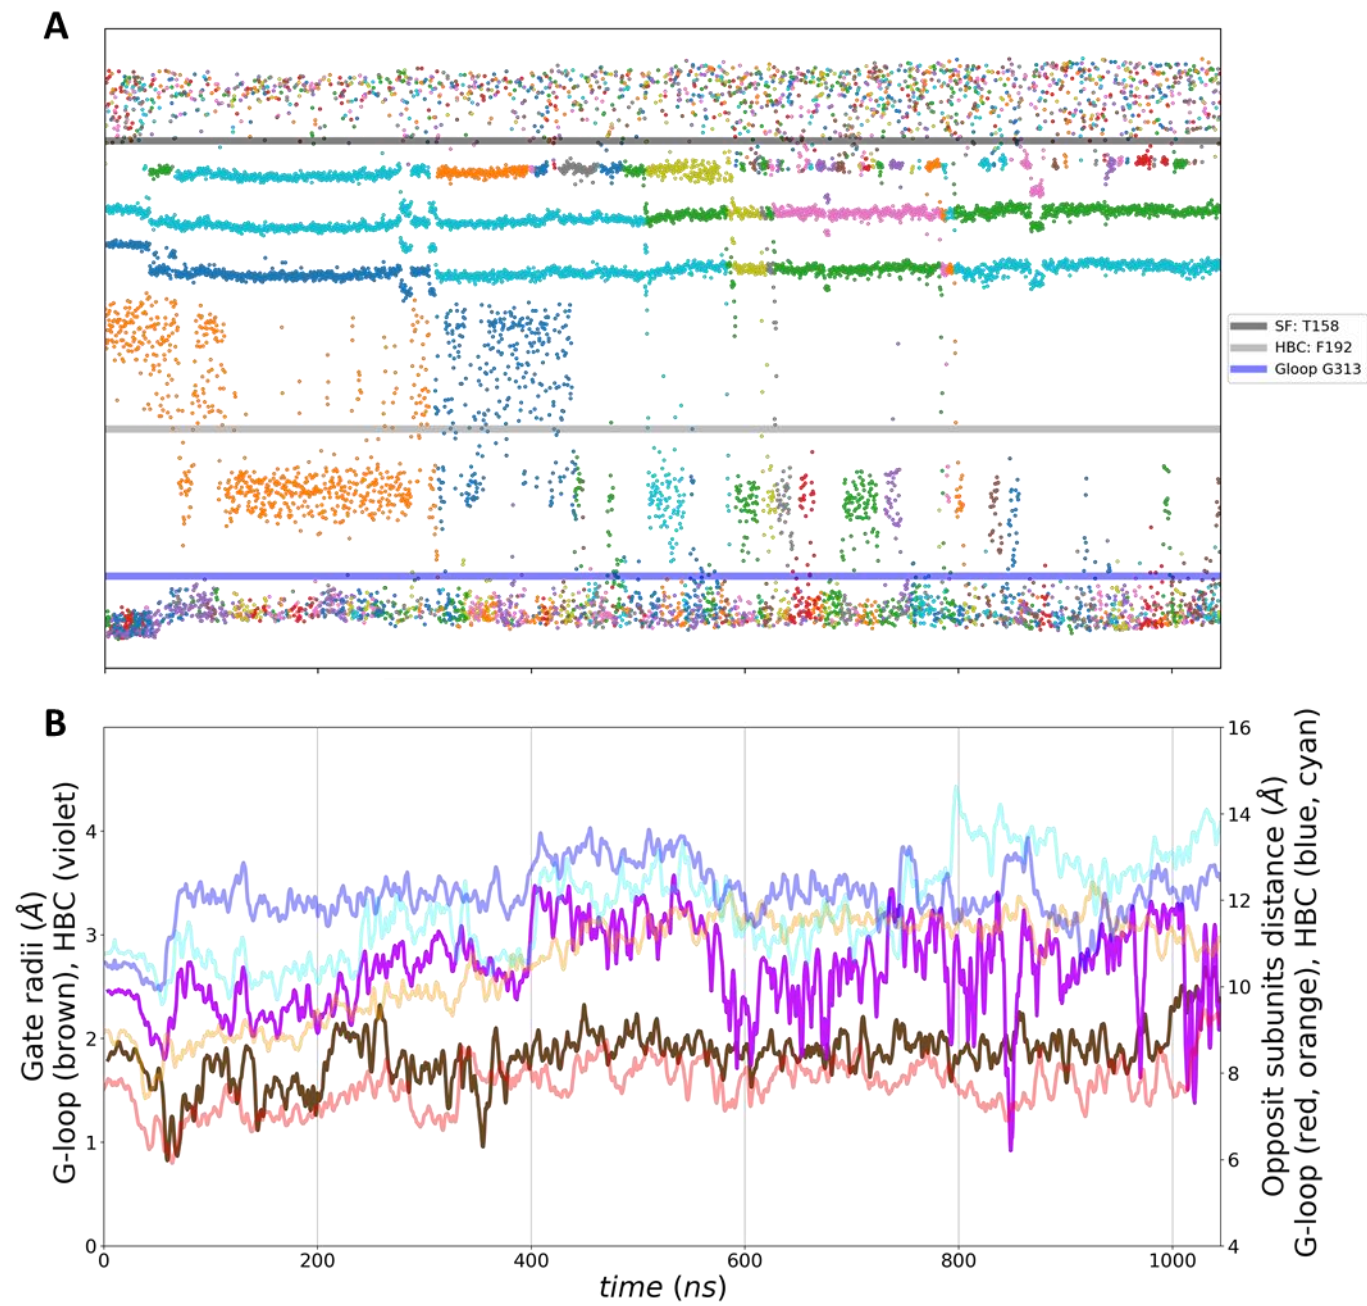 A
SF: T158
HBC: F192
Gloop G313
B
Gate radii (Å)
G-loop (brown), HBC (violet)
4
3
2
1
0
16
14
12
10
8
6
4
Opposit subunits distance (Å)
G-loop (red, orange), HBC (blue, cyan)
0 200 400 600 800 1000
time (ns)